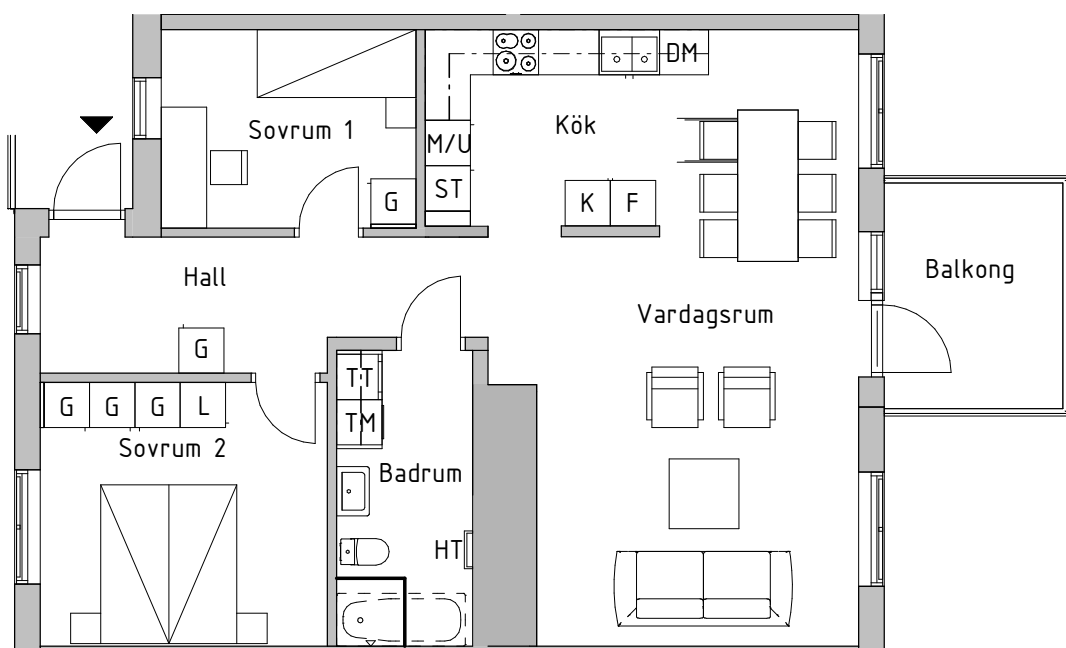 DM
Kök
Sovrum 1
M/U
ST
G
K F
Hall
Balkong
Vardagsrum
G
TT
G G G L
TM
Sovrum 2
Badrum
HT